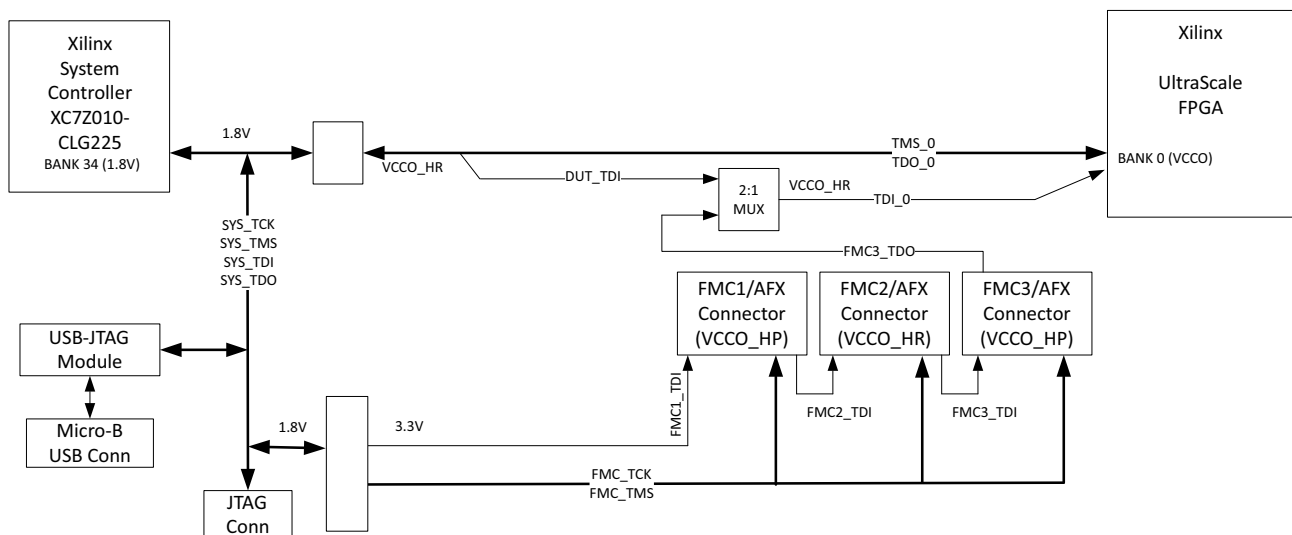 Xilinx
System
Controller
XC7Z010-
CLG225
BANK 34 (1.8V)
1.8V
VCCO_HR
TMS_0
TDO_0
Xilinx
UltraScale
FPGA
BANK 0 (VCCO)
DUT_TDI
2:1
MUX
VCCO_HR
TDI_0
SYS_TCK
SYS_TMS
SYS_TDI
SYS_TDO
FMC3_TDO
FMC1/AFX
Connector
(VCCO_HP)
FMC2/AFX
Connector
(VCCO_HR)
FMC3/AFX
Connector
(VCCO_HP)
USB-JTAG
Module
Micro-B
USB Conn
FMC1_TDI
FMC2_TDI
FMC3_TDI
1.8V
3.3V
FMC_TCK
FMC_TMS
JTAG
Conn